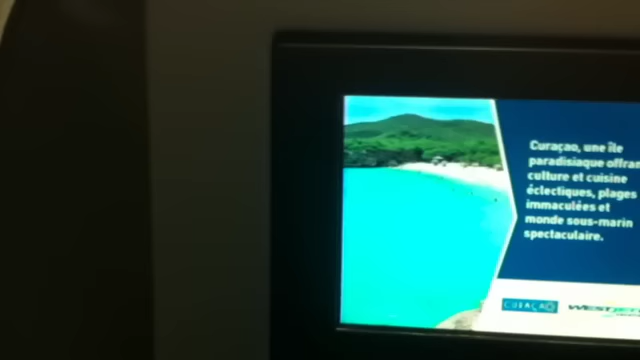 Curaçao, une île
paradisiaque offran
culture et cuisine
éclectiques, plages
immaculées et
monde sous-marin
spectaculaire.
CURAÇAO WESTJET